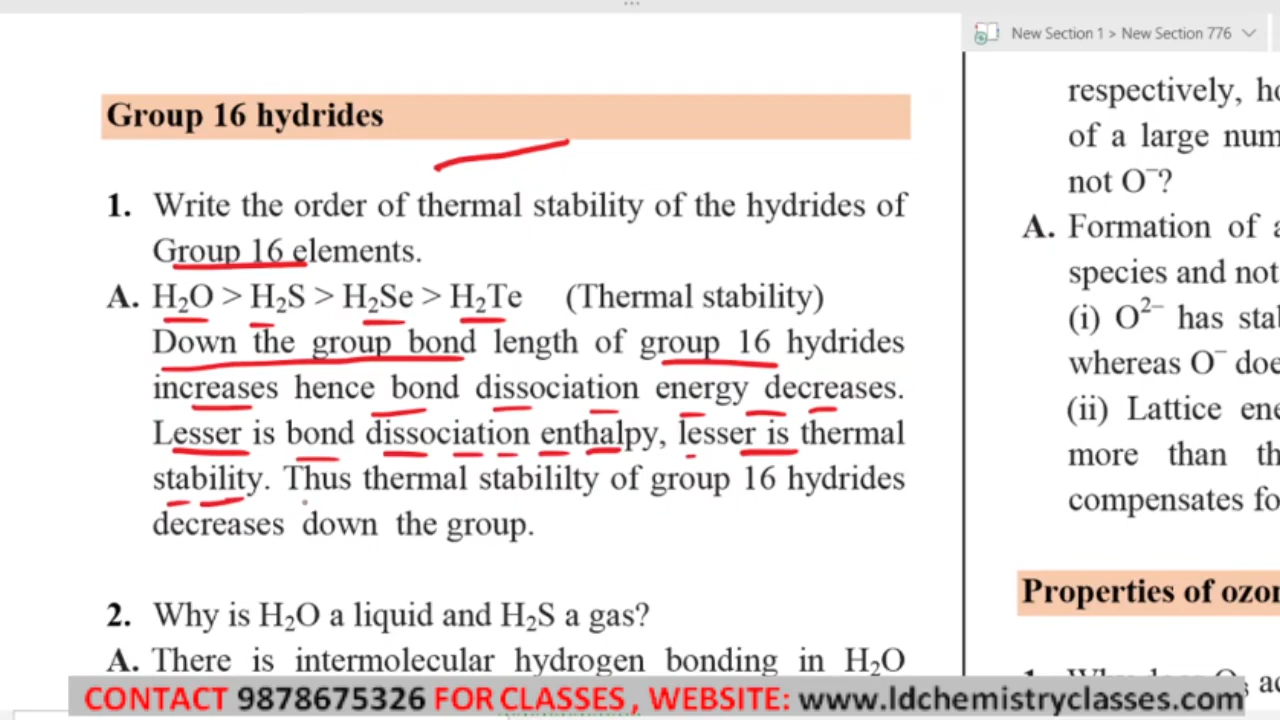 New Section 1 > New Section 776
Group 16 hydrides
1. Write the order of thermal stability of the hydrides of
Group 16 elements.
A. H₂O > H₂S > H₂Se > H₂Te (Thermal stability)
Down the group bond length of group 16 hydrides
increases hence bond dissociation energy decreases.
Lesser is bond dissociation enthalpy, lesser is thermal
stability. Thus thermal stabililty of group 16 hydrides
decreases down the group.
2. Why is H₂O a liquid and H₂S a gas?
A. There is intermolecular hydrogen bonding in H₂O
respectively, ho
of a large num
not O⁻?
A. Formation of a
species and not
(i) O²⁻ has stab
whereas O⁻ doe
(ii) Lattice ene
more than th
compensates fo
Properties of ozon
CONTACT 9878675326 FOR CLASSES , WEBSITE: www.ldchemistryclasses.com